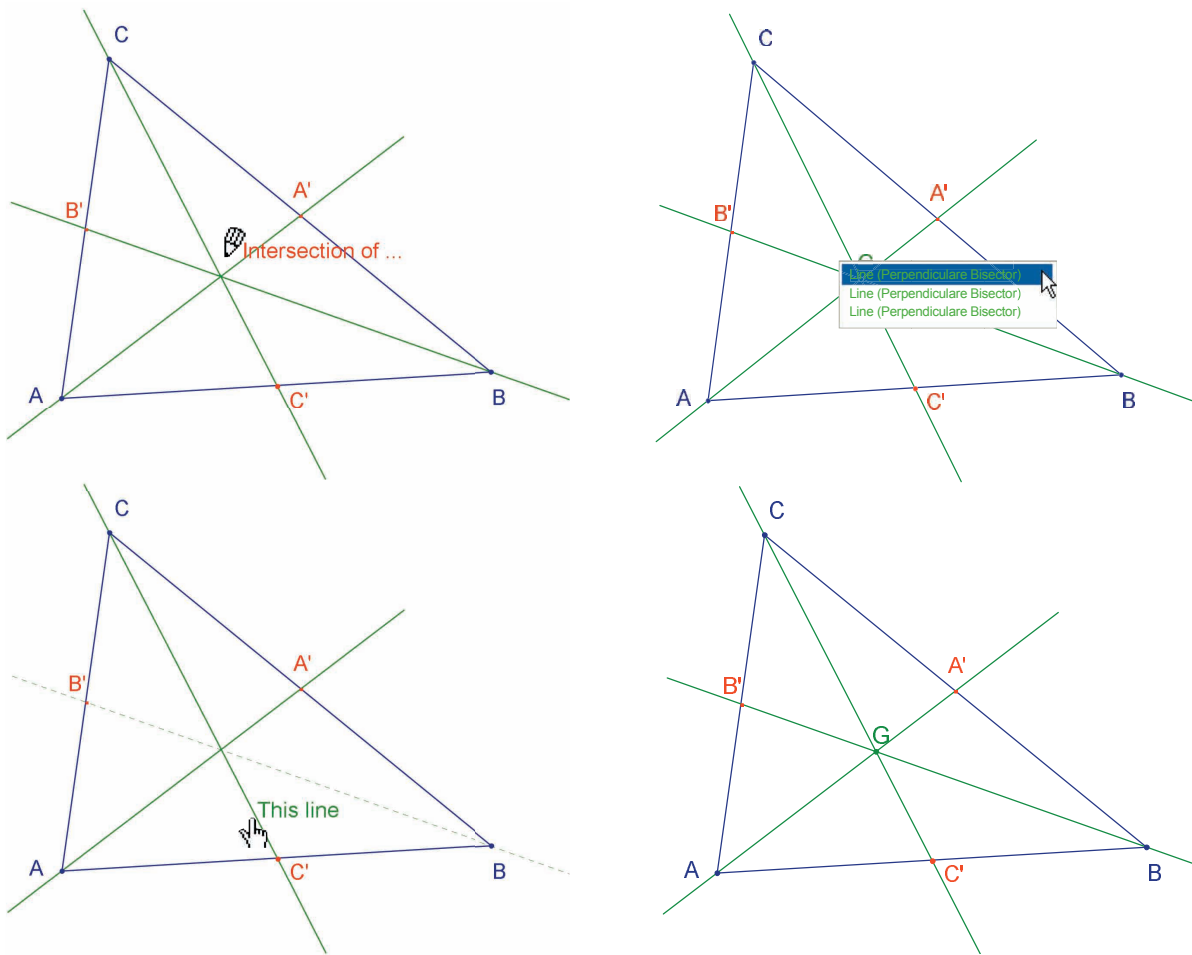 C
A'
B'
Intersection of ...
A
C'
B
C
A'
B'
G
Line (Perpendiculare Bisector)
Line (Perpendiculare Bisector)
Line (Perpendiculare Bisector)
A
C'
B
C
A'
B'
This line
A
C'
B
C
A'
B'
G
A
C'
B